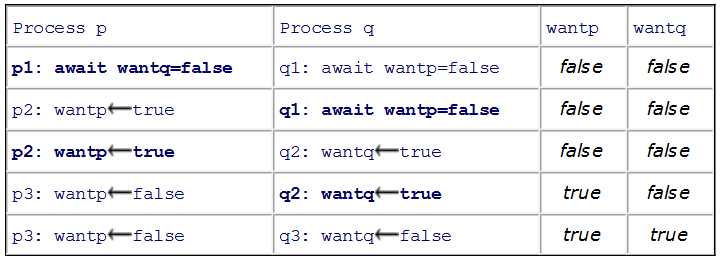 Process p Process q wantp wantq
p1: await wantq=false q1: await wantp=false false false
p2: wantp←true q1: await wantp=false false false
p2: wantp←true q2: wantq←true false false
p3: wantp←false q2: wantq←true true false
p3: wantp←false q3: wantq←false true true